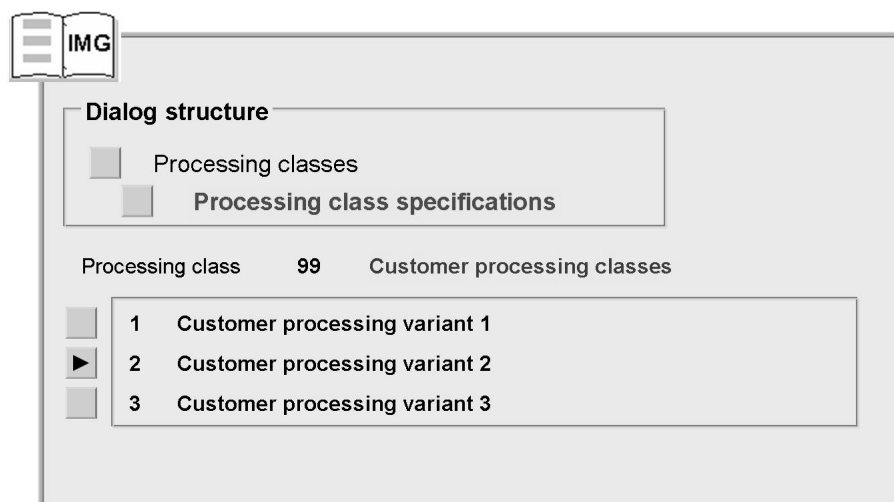 IMG
Dialog structure
Processing classes
Processing class specifications
Processing class 99 Customer processing classes
1 Customer processing variant 1
2 Customer processing variant 2
3 Customer processing variant 3